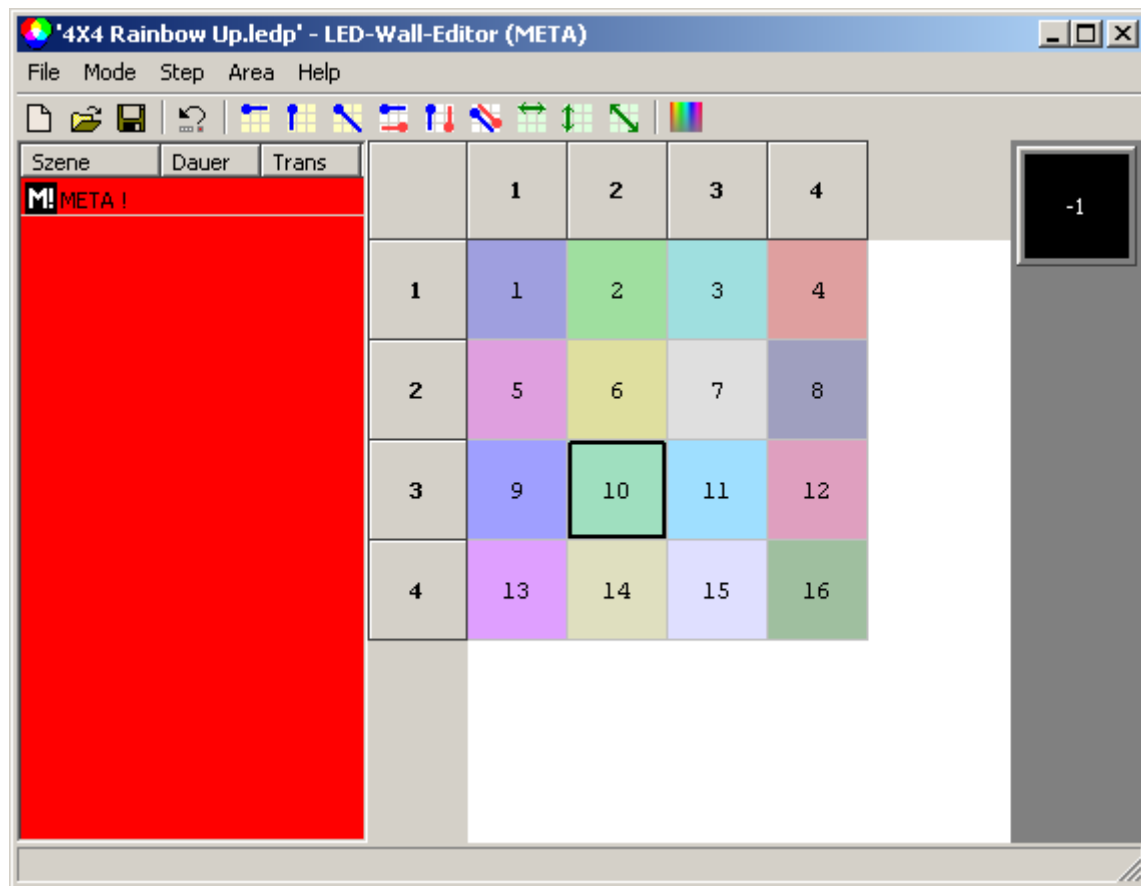 '4X4 Rainbow Up.ledp' - LED-Wall-Editor (META)
File Mode Step Area Help
Szene Dauer Trans
M! META !
1 2 3 4
-1
1 1 2 3 4
2 5 6 7 8
3 9 10 11 12
4 13 14 15 16